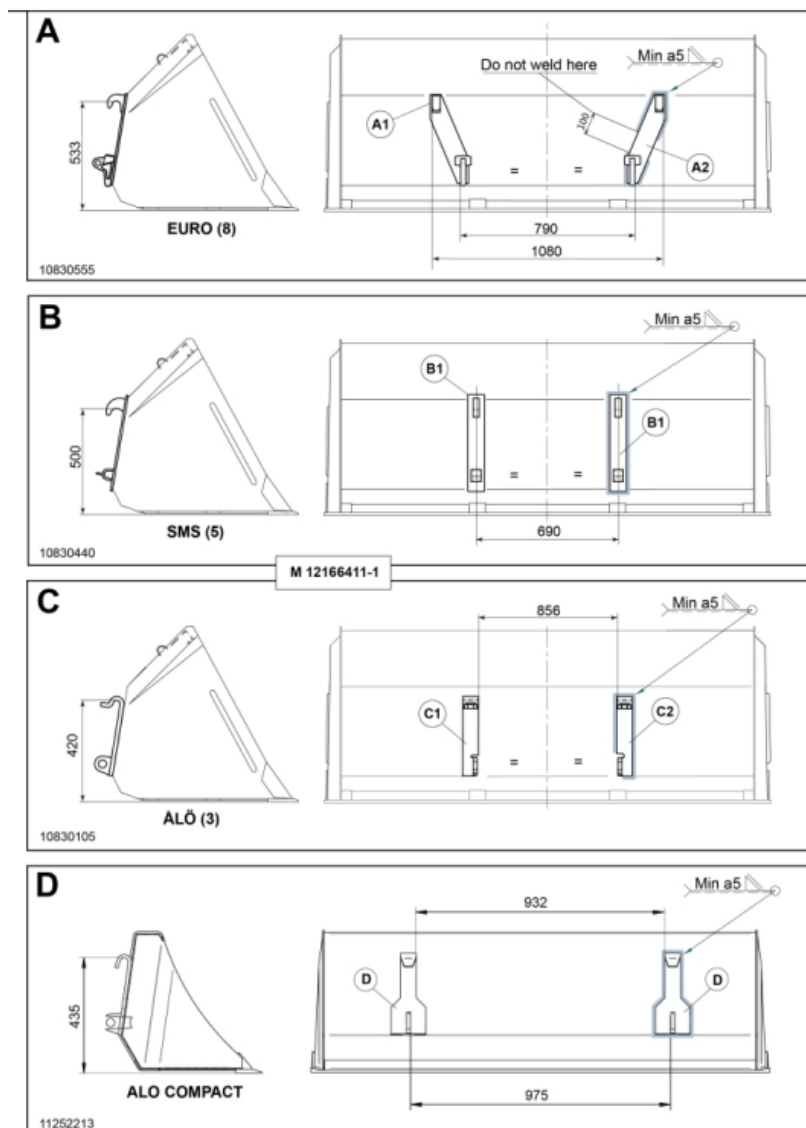 A
Min a5
Do not weld here
A1
100
533
A2
= =
EURO (8)
790
1080
10830555
B
Min a5
B1
B1
500
= =
SMS (5)
690
10830440
M 12166411-1
C
Min a5
856
C1
C2
420
= =
ÅLÖ (3)
10830105
D
Min a5
932
D
D
435
ALO COMPACT
975
11252213